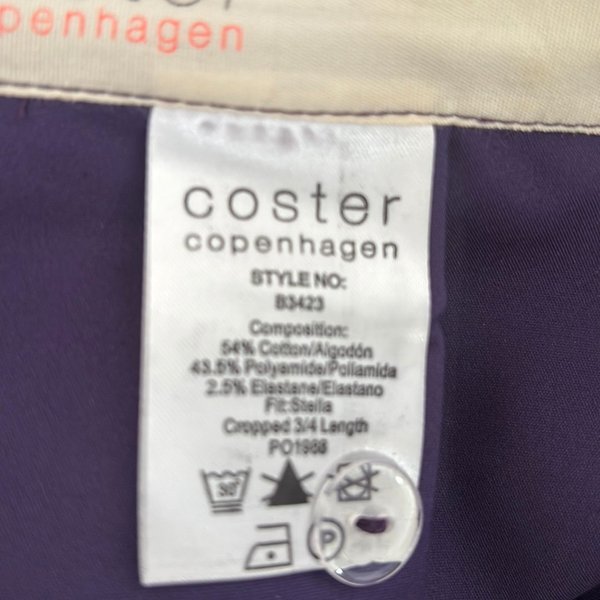 penhagen
coster
copenhagen
STYLE NO:
B3423
Composition:
54% Cotton/Algodón
43.5% Polyamide/Poliamida
2.5% Elastane/Elastano
Fit:Stella
Cropped 3/4 Length
PO1988
30°
P